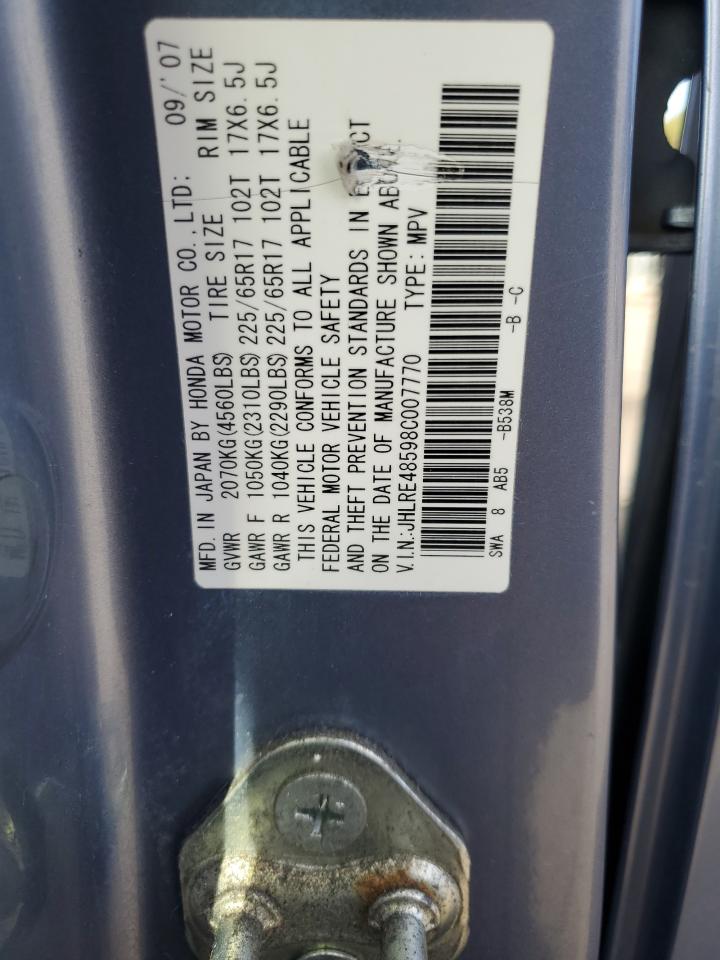 MFD. IN JAPAN BY HONDA MOTOR CO., LTD: 09/'07
GVWR 2070KG(4560LBS) TIRE SIZE RIM SIZE
GAWR F 1050KG(2310LBS) 225/65R17 102T 17X6.5J
GAWR R 1040KG(2290LBS) 225/65R17 102T 17X6.5J
THIS VEHICLE CONFORMS TO ALL APPLICABLE
FEDERAL MOTOR VEHICLE SAFETY
AND THEFT PREVENTION STANDARDS IN
ON THE DATE OF MANUFACTURE SHOWN
V.I.N.:JHLRE48598C007770 TYPE: MPV
SWA 8 AB5 -B538M -B -C